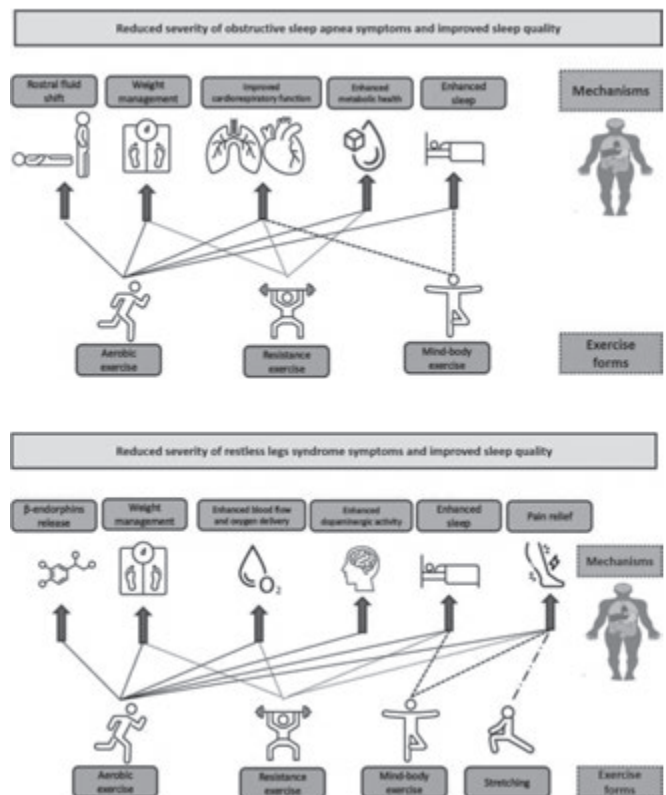 Reduced severity of obstructive sleep apnea symptoms and improved sleep quality
Rostral fluid
shift
Weight
management
Improved
cardiorespiratory function
Enhanced
metabolic health
Enhanced
sleep
Mechanisms
Aerobic
exercise
Resistance
exercise
Mind-body
exercise
Exercise
forms
Reduced severity of restless legs syndrome symptoms and improved sleep quality
β-endorphins
release
Weight
management
Enhanced blood flow
and oxygen delivery
Enhanced
dopaminergic activity
Enhanced
sleep
Pain relief
Mechanisms
O₂
Aerobic
exercise
Resistance
exercise
Mind-body
exercise
Stretching
Exercise
forms